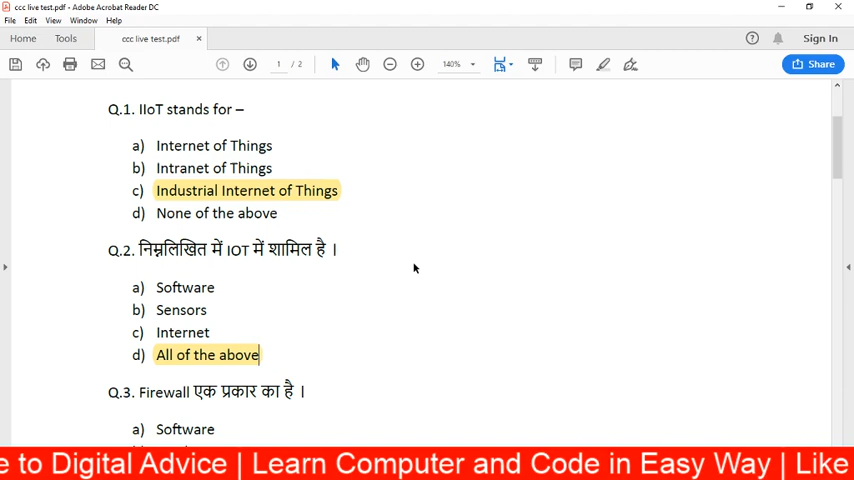 ccc live test.pdf - Adobe Acrobat Reader DC
File Edit View Window Help
Home Tools ccc live test.pdf × Sign In
1 / 2 140% Share
Q.1. IIoT stands for –
a) Internet of Things
b) Intranet of Things
c) Industrial Internet of Things
d) None of the above
Q.2. निम्नलिखित में IOT में शामिल है ।
a) Software
b) Sensors
c) Internet
d) All of the above
Q.3. Firewall एक प्रकार का है ।
a) Software
e to Digital Advice | Learn Computer and Code in Easy Way | Like